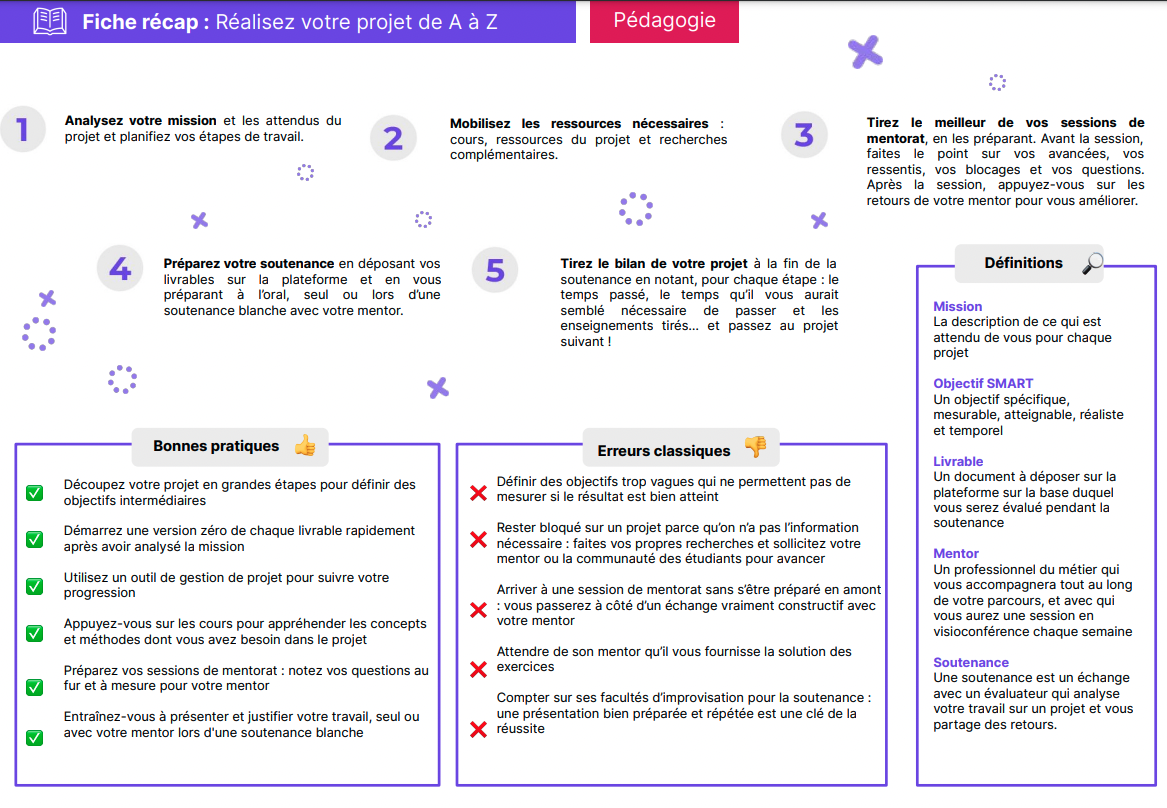 Fiche récap : Réalisez votre projet de A à Z
Pédagogie
1
Analysez votre mission et les attendus du
projet et planifiez vos étapes de travail.
2
Mobilisez les ressources nécessaires :
cours, ressources du projet et recherches
complémentaires.
3
Tirez le meilleur de vos sessions de
mentorat, en les préparant. Avant la session,
faites le point sur vos avancées, vos
ressentis, vos blocages et vos questions.
Après la session, appuyez-vous sur les
retours de votre mentor pour vous améliorer.
4
Préparez votre soutenance en déposant vos
livrables sur la plateforme et en vous
préparant à l’oral, seul ou lors d’une
soutenance blanche avec votre mentor.
5
Tirez le bilan de votre projet à la fin de la
soutenance en notant, pour chaque étape : le
temps passé, le temps qu’il vous aurait
semblé nécessaire de passer et les
enseignements tirés... et passez au projet
suivant !
Bonnes pratiques
Découpez votre projet en grandes étapes pour définir des
objectifs intermédiaires
Démarrez une version zéro de chaque livrable rapidement
après avoir analysé la mission
Utilisez un outil de gestion de projet pour suivre votre
progression
Appuyez-vous sur les cours pour appréhender les concepts
et méthodes dont vous avez besoin dans le projet
Préparez vos sessions de mentorat : notez vos questions au
fur et à mesure pour votre mentor
Entraînez-vous à présenter et justifier votre travail, seul ou
avec votre mentor lors d'une soutenance blanche
Erreurs classiques
Définir des objectifs trop vagues qui ne permettent pas de
mesurer si le résultat est bien atteint
Rester bloqué sur un projet parce qu’on n’a pas l’information
nécessaire : faites vos propres recherches et sollicitez votre
mentor ou la communauté des étudiants pour avancer
Arriver à une session de mentorat sans s’être préparé en amont
: vous passerez à côté d’un échange vraiment constructif avec
votre mentor
Attendre de son mentor qu’il vous fournisse la solution des
exercices
Compter sur ses facultés d’improvisation pour la soutenance :
une présentation bien préparée et répétée est une clé de la
réussite
Définitions
Mission
La description de ce qui est
attendu de vous pour chaque
projet
Objectif SMART
Un objectif spécifique,
mesurable, atteignable, réaliste
et temporel
Livrable
Un document à déposer sur la
plateforme sur la base duquel
vous serez évalué pendant la
soutenance
Mentor
Un professionnel du métier qui
vous accompagnera tout au long
de votre parcours, et avec qui
vous aurez une session en
visioconférence chaque semaine
Soutenance
Une soutenance est un échange
avec un évaluateur qui analyse
votre travail sur un projet et vous
partage des retours.